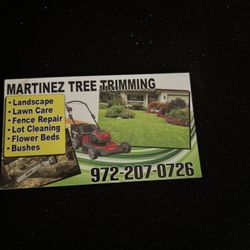 MARTINEZ TREE TRIMMING
• Landscape
• Lawn Care
• Fence Repair
• Lot Cleaning
• Flower Beds
• Bushes
972-207-0726